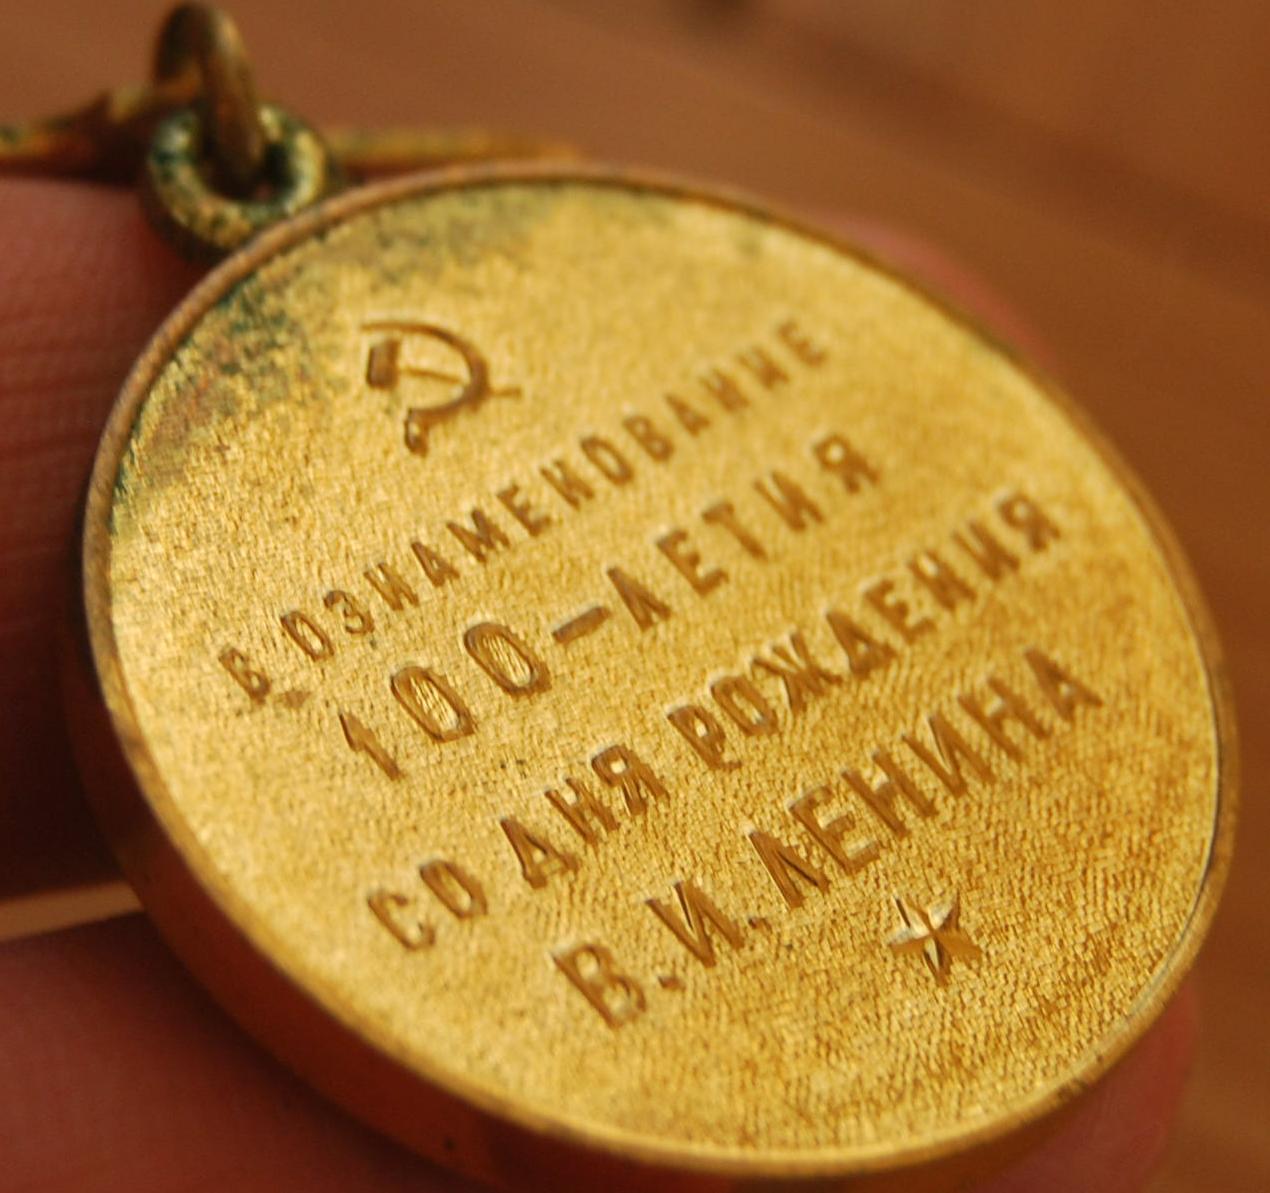 В ОЗНАМЕНОВАНИЕ
100-ЛЕТИЯ
СО ДНЯ РОЖДЕНИЯ
В.И.ЛЕНИНА